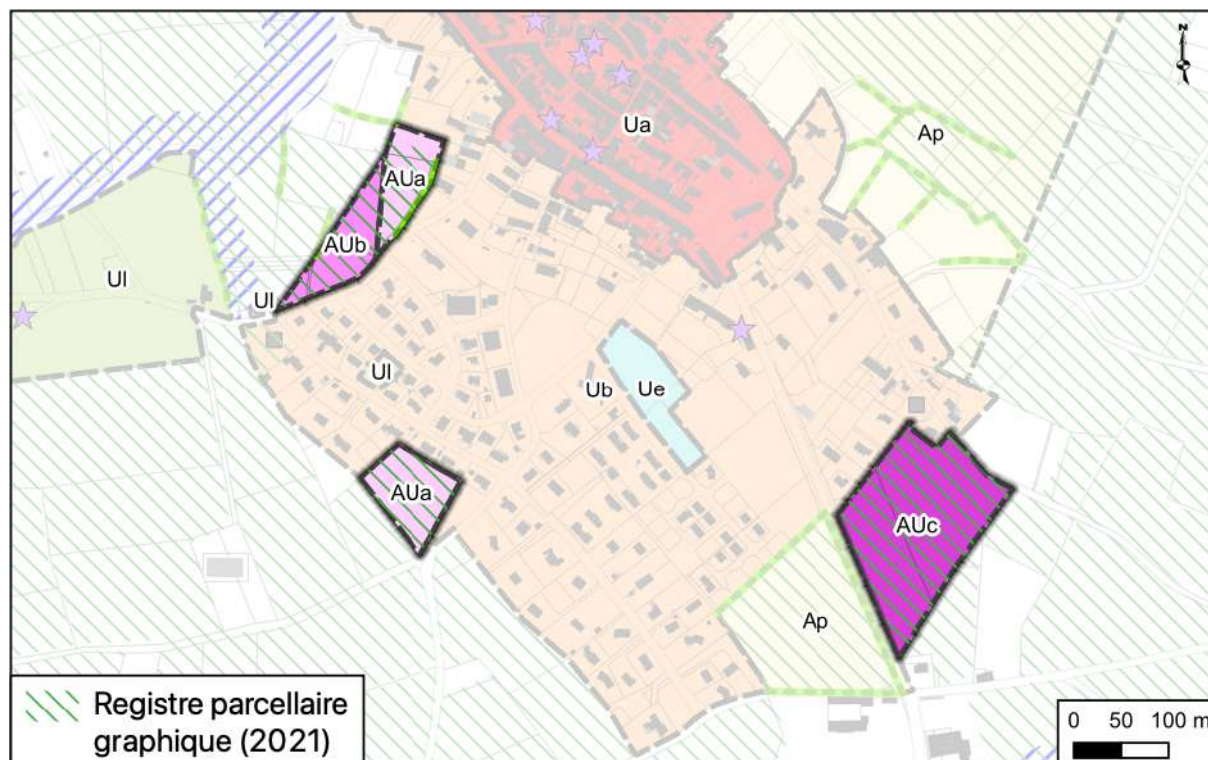 N
Ua
Ap
AUa
AUb
Ul
Ul
Ul
Ub
Ue
AUa
AUc
Ap
Registre parcellaire
graphique (2021)
0 50 100 m